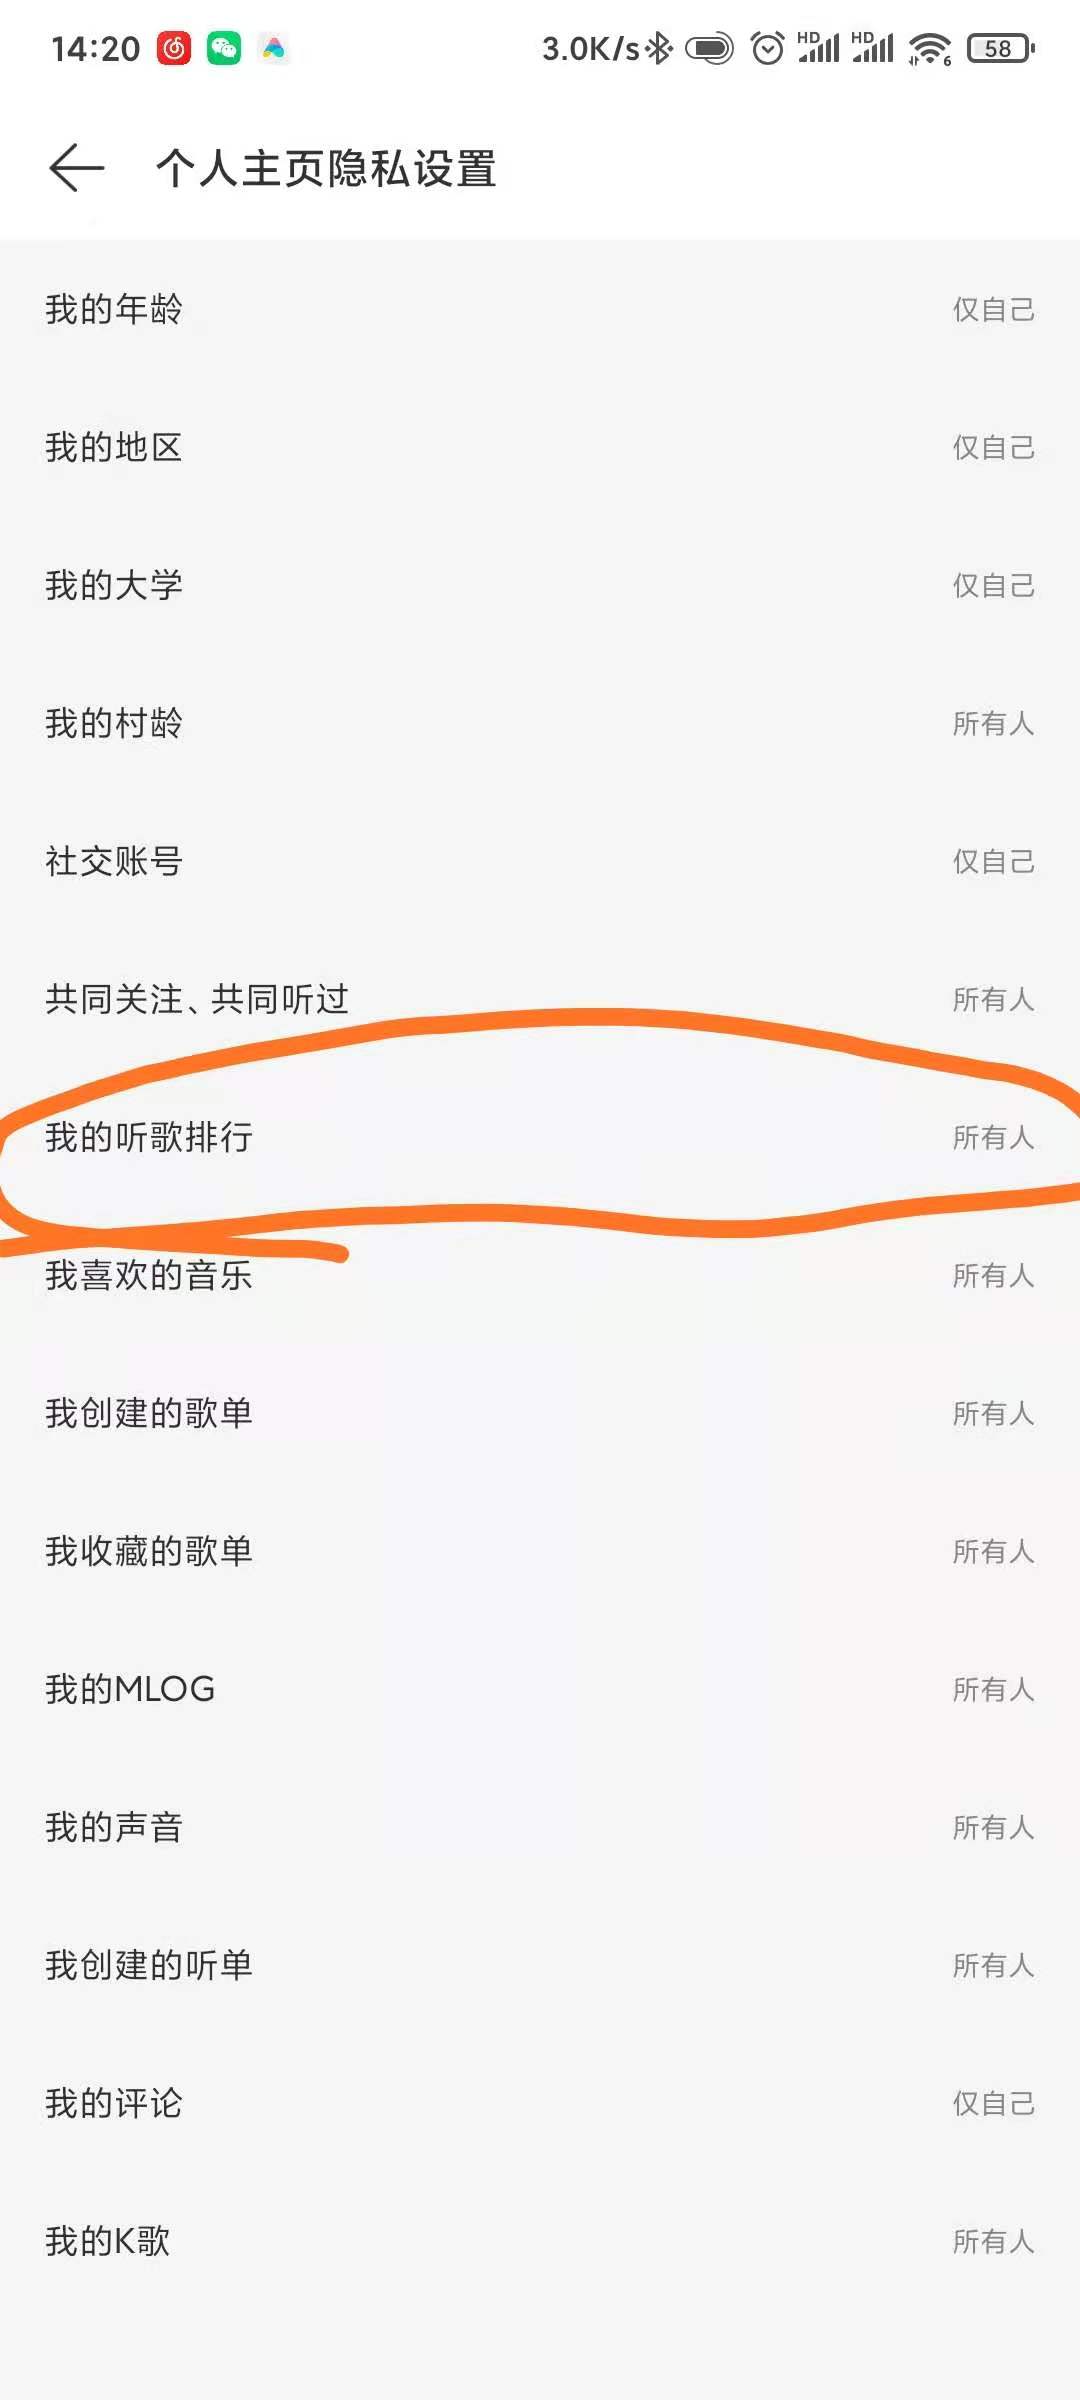 14:20 3.0K/s HD HD 6 58
个人主页隐私设置
我的年龄 仅自己
我的地区 仅自己
我的大学 仅自己
我的村龄 所有人
社交账号 仅自己
共同关注、共同听过 所有人
我的听歌排行 所有人
我喜欢的音乐 所有人
我创建的歌单 所有人
我收藏的歌单 所有人
我的MLOG 所有人
我的声音 所有人
我创建的听单 所有人
我的评论 仅自己
我的K歌 所有人